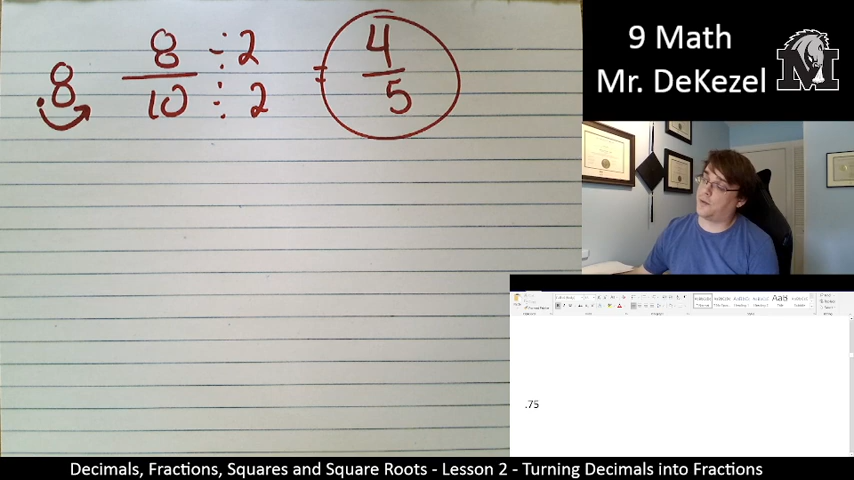 .8 8/10 ÷2 ÷2 = 4/5
9 Math
Mr. DeKezel
M
AaB
.75
Decimals, Fractions, Squares and Square Roots - Lesson 2 - Turning Decimals into Fractions